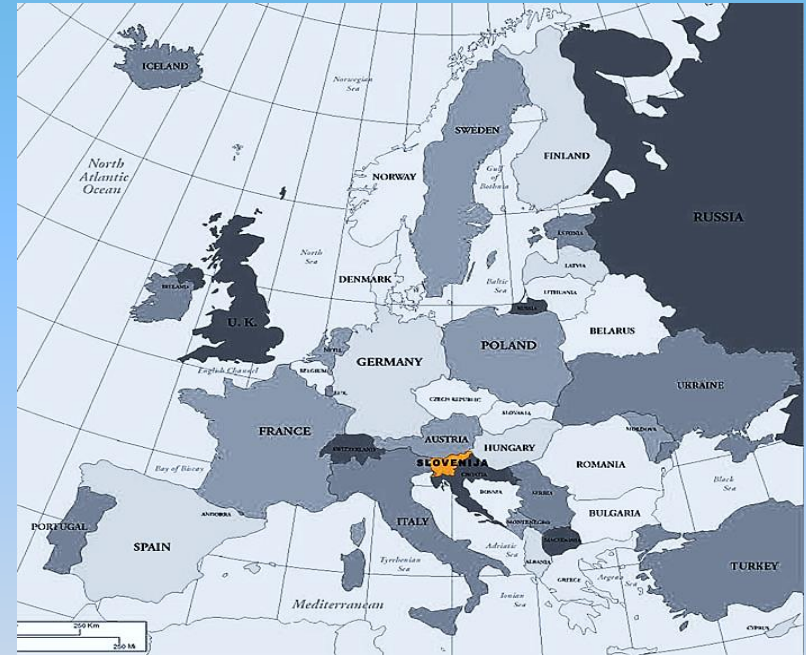 ICELAND
Norwegian
Sea
SWEDEN
FINLAND
North
Atlantic
Ocean
NORWAY
Gulf
of
Bothnia
RUSSIA
ESTONIA
North
Sea
LATVIA
DENMARK
Baltic
Sea
IRELAND
LITHUANIA
RUSSIA
U. K.
BELARUS
NETH.
POLAND
GERMANY
English Channel
BELGIUM
UKRAINE
LUX.
CZECH REPUBLIC
SLOVAKIA
FRANCE
MOLDOVA
AUSTRIA
SWITZERLAND
HUNGARY
SLOVENIJA
ROMANIA
Bay of Biscay
CROATIA
Black
Sea
BOSNIA
SERBIA
ANDORRA
BULGARIA
PORTUGAL
ITALY
MONTENEGRO
MACEDONIA
SPAIN
Adriatic
Sea
Tyrrhenian
Sea
ALBANIA
TURKEY
GREECE
Aegean
Sea
Ionian
Sea
Mediterranean
250 Km
250 Mi
CYPRUS